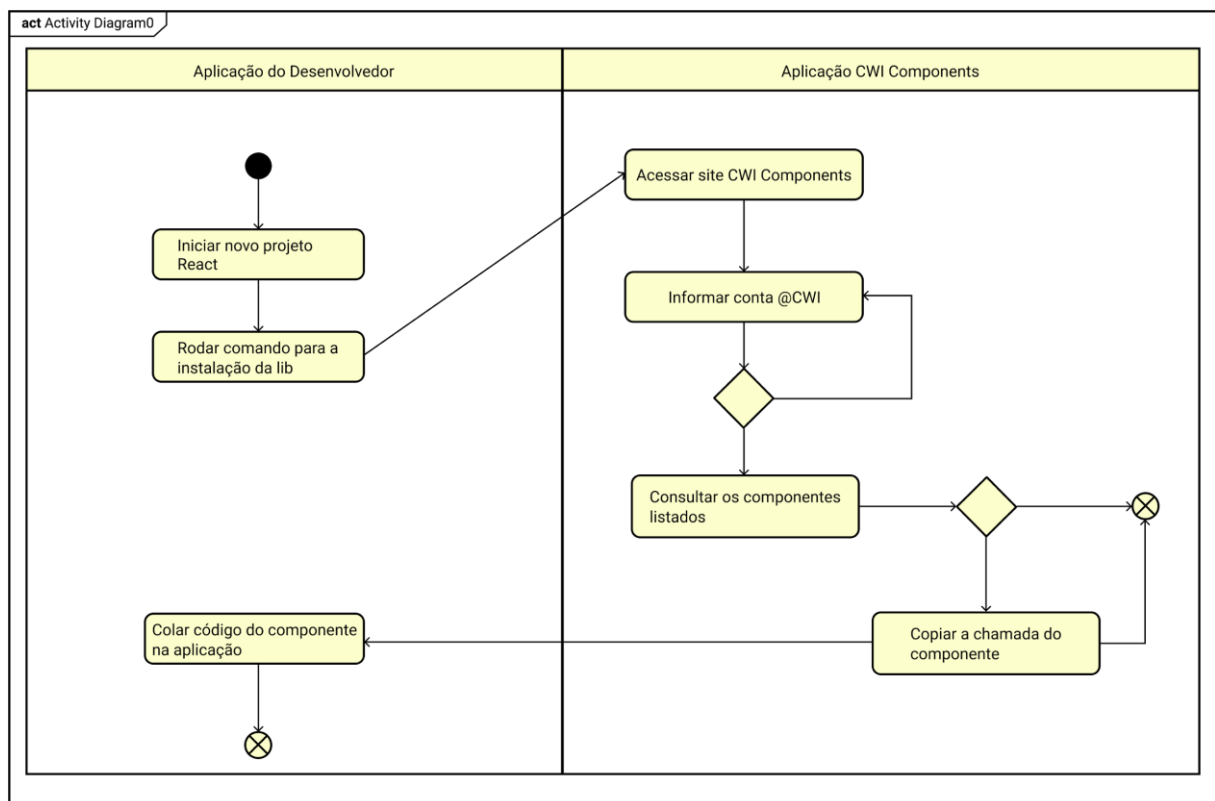 act Activity Diagram0
Aplicação do Desenvolvedor
Aplicação CWI Components
Acessar site CWI Components
Iniciar novo projeto
React
Informar conta @CWI
Rodar comando para a
instalação da lib
Consultar os componentes
listados
Colar código do componente
na aplicação
Copiar a chamada do
componente